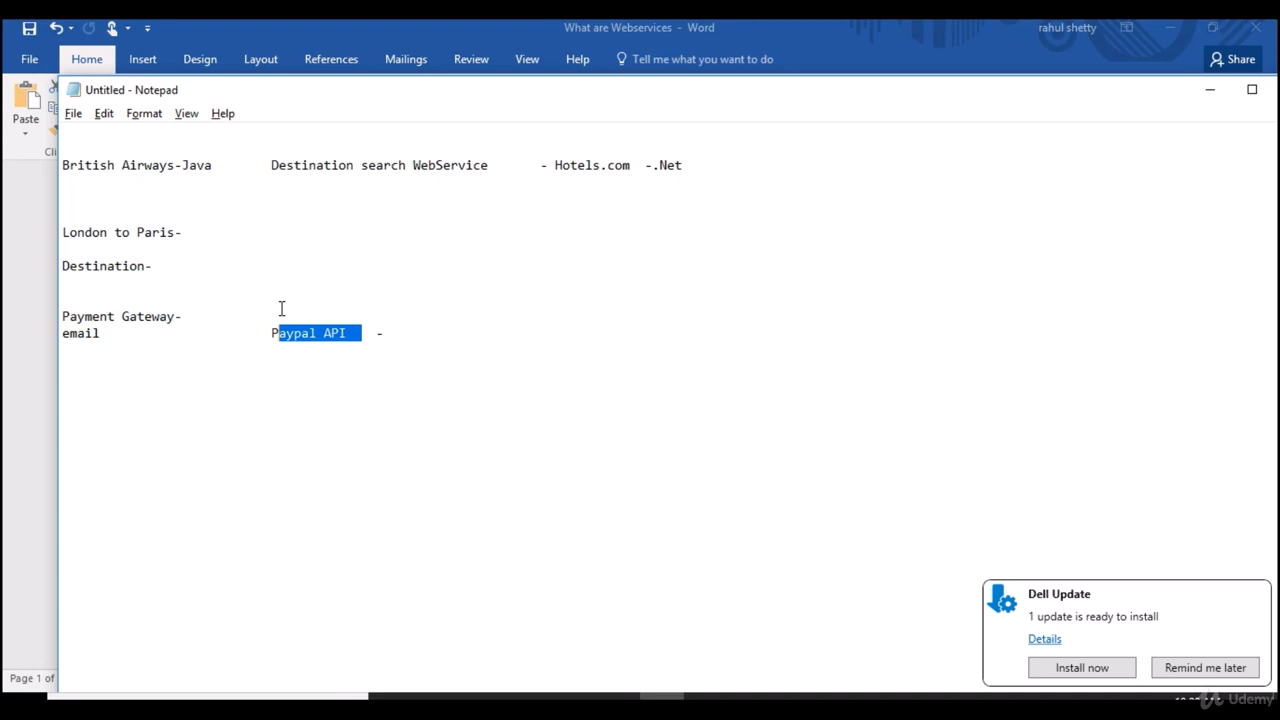 What are Webservices - Word
rahul shetty
File Home Insert Design Layout References Mailings Review View Help Tell me what you want to do Share
Paste
Untitled - Notepad
File Edit Format View Help
British Airways-Java Destination search WebService - Hotels.com -.Net
London to Paris-
Destination-
Payment Gateway-
email Paypal API -
Dell Update
1 update is ready to install
Details
Install now Remind me later
Page 1 of
Udemy